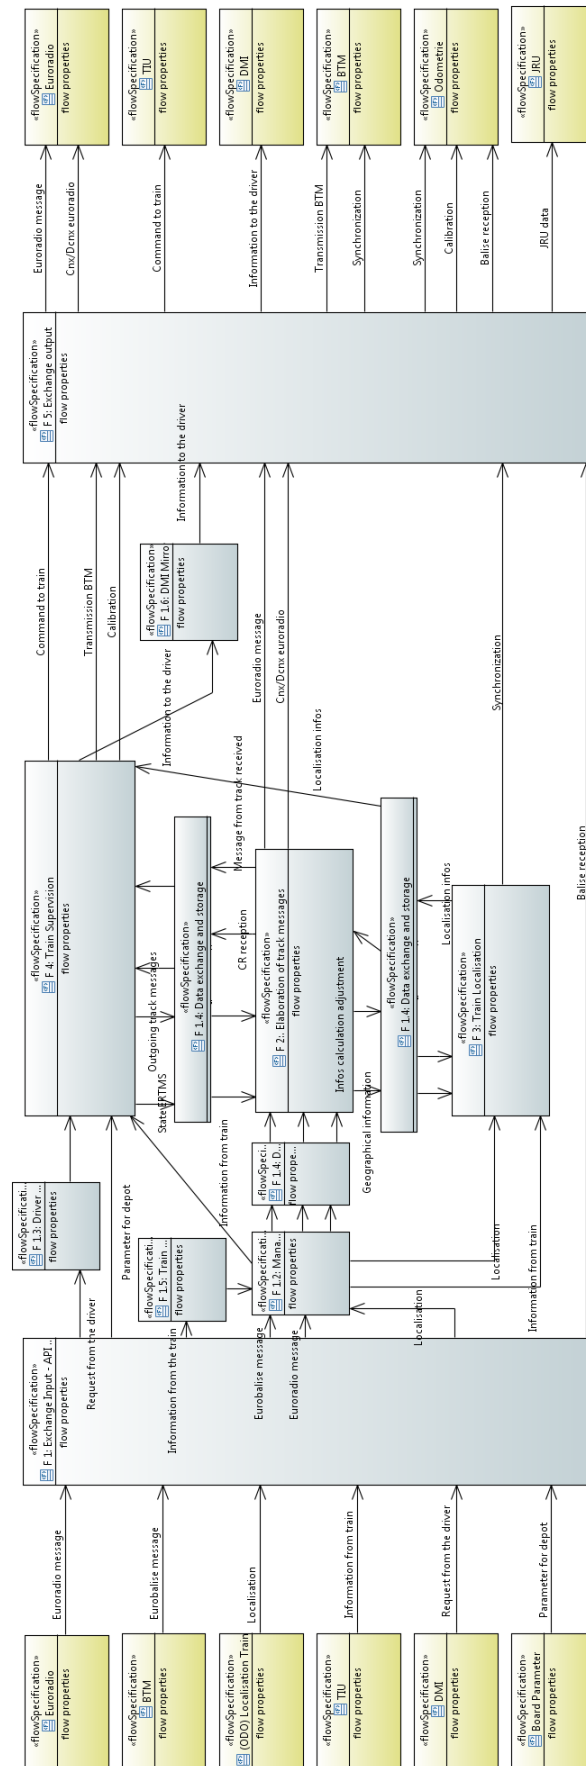 «flowSpecification»
Euroradio
flow properties
«flowSpecification»
TIU
flow properties
«flowSpecification»
DMI
flow properties
«flowSpecification»
BTM
flow properties
«flowSpecification»
Odometrie
flow properties
«flowSpecification»
JRU
flow properties
Euroradio message
Cnx/Dcnx euroradio
Command to train
Information to the driver
Transmission BTM
Synchronization
Synchronization
Calibration
Balise reception
JRU data
«flowSpecification»
F 5: Exchange output
flow properties
Command to train
Transmission BTM
Calibration
Information to the driver
Euroradio message
Cnx/Dcnx euroradio
Synchronization
Balise reception
«flowSpecification»
F 1.6: DMI Mirror
flow properties
Information to the driver
Message from track received
Localisation infos
«flowSpecification»
F 4: Train Supervision
flow properties
Outgoing track messages
State ERTMS
«flowSpecification»
F 1.4: Data exchange and storage
CR reception
«flowSpecification»
F 2:. Elaboration of track messages
flow properties
Infos calculation adjustment
«flowSpecification»
F 1.4: Data exchange and storage
Localisation infos
«flowSpecification»
F 3: Train Localisation
flow properties
Geographical information
Information from train
«flowSpecificati...
F 1.3: Driver ...
flow properties
Parameter for depot
«flowSpecificati...
F 1.5: Train ...
flow properties
«flowSpeci...
F 1.4: D...
flow prope...
«flowSpecificati...
F 1.2: Mana...
flow properties
Localisation
Information from train
Request from the driver
Information from the train
Eurobalise message
Euroradio message
Localisation
«flowSpecification»
F 1: Exchange Input - API ...
flow properties
Euroradio message
Eurobalise message
Localisation
Information from train
Request from the driver
Parameter for depot
«flowSpecification»
Euroradio
flow properties
«flowSpecification»
BTM
flow properties
«flowSpecification»
(ODO) Localisation Train
flow properties
«flowSpecification»
TIU
flow properties
«flowSpecification»
DMI
flow properties
«flowSpecification»
Board Parameter
flow properties